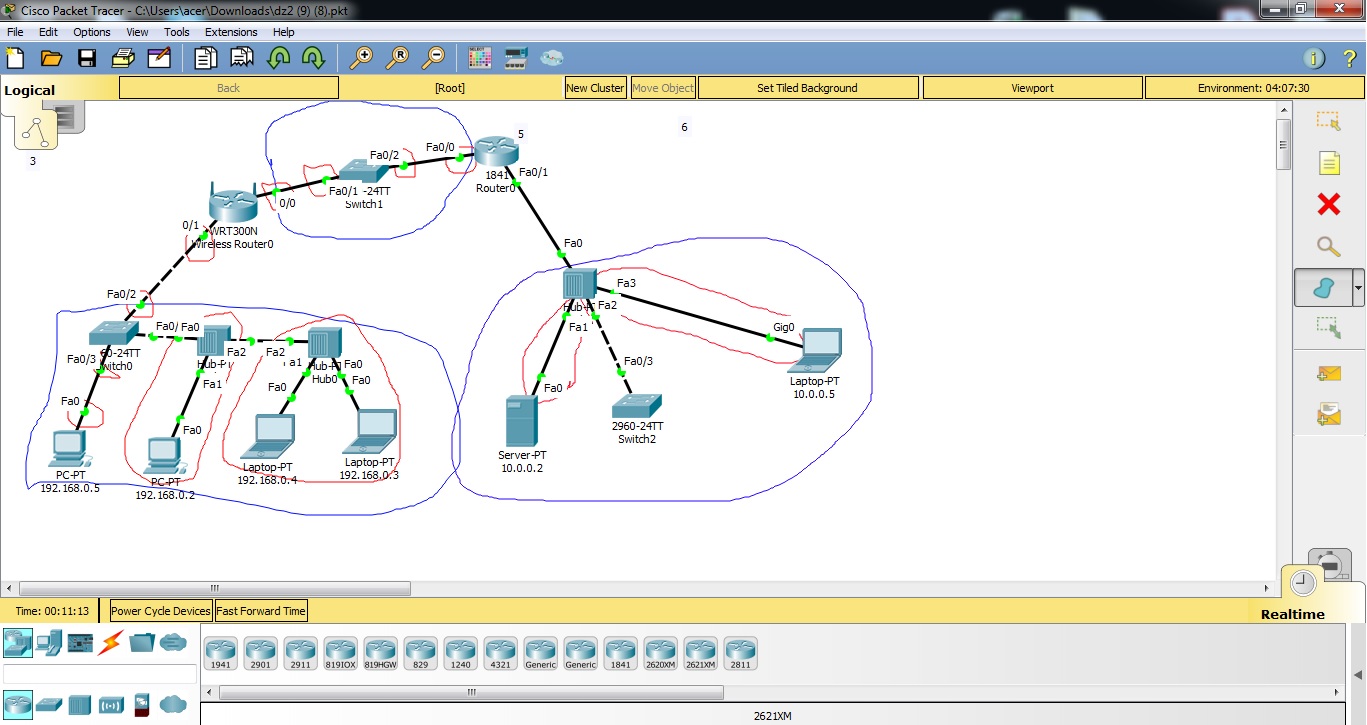 Cisco Packet Tracer - C:\Users\acer\Downloads\dz2 (9) (8).pkt
File Edit Options View Tools Extensions Help
Logical Back [Root] New Cluster Move Object Set Tiled Background Viewport Environment: 04:07:30
3
5
6
Fa0/2
Fa0/0
1841
Router0
Fa0/1
Fa0/1 -24TT
Switch1
0/0
0/1
WRT300N
Wireless Router0
Fa0
Fa0/2
Fa3
Fa2
Fa1
Gig0
Fa0/ Fa0
Fa2
Fa2
Fa0/3
60-24TT
Hub-PT
Hub0
Fa1
Fa0
Fa0
Fa0
Fa0
Fa0
Fa0
Fa0/3
Laptop-PT
10.0.0.5
2960-24TT
Switch2
Server-PT
10.0.0.2
PC-PT
192.168.0.5
PC-PT
192.168.0.2
Laptop-PT
192.168.0.4
Laptop-PT
192.168.0.3
Time: 00:11:13 Power Cycle Devices Fast Forward Time
Realtime
1941 2901 2911 819IOX 819HGW 829 1240 4321 Generic Generic 1841 2620XM 2621XM 2811
2621XM